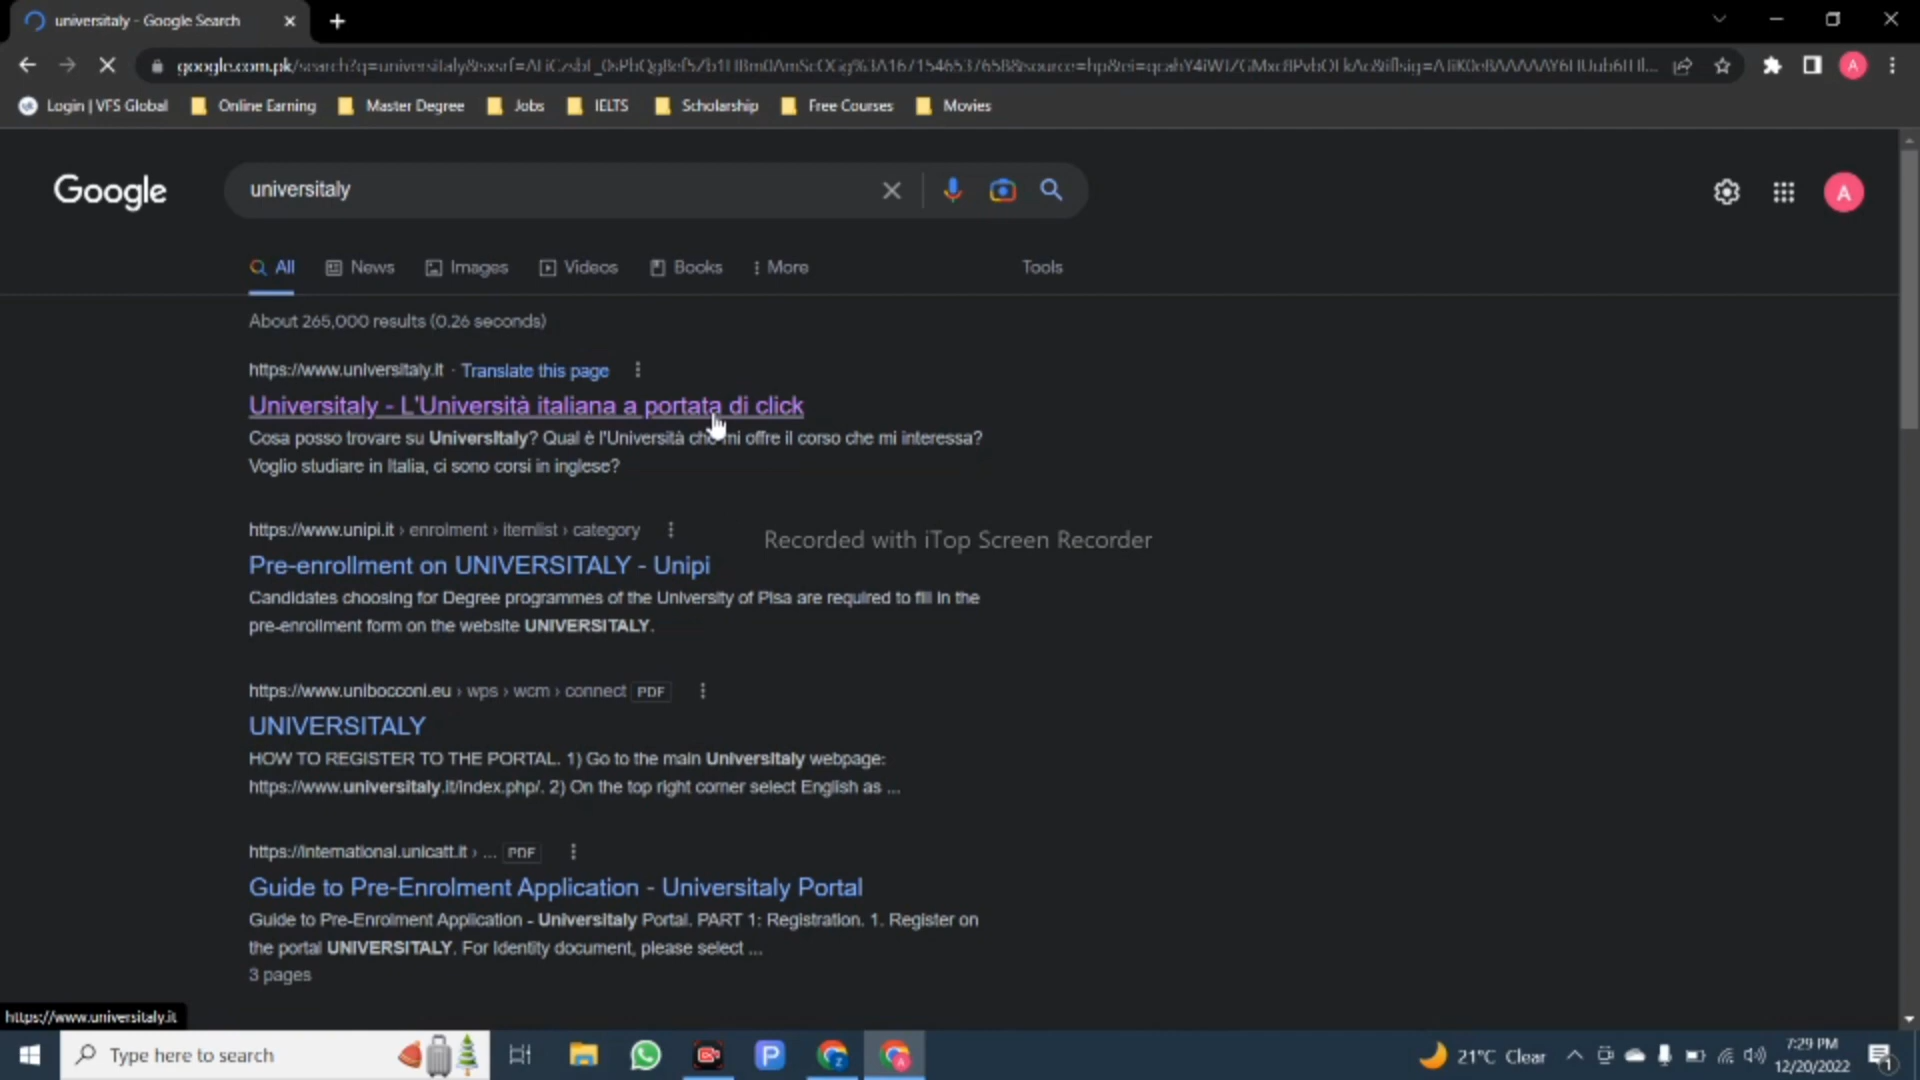 universitaly - Google Search
google.com.pk/search?q=universitaly&sxsrf=
Login | VFS Global
Online Earning
Master Degree
Jobs
IELTS
Scholarship
Free Courses
Movies
Google
universitaly
A
All
News
Images
Videos
Books
More
Tools
About 265,000 results (0.26 seconds)
https://www.universitaly.it · Translate this page
Universitaly - L'Università italiana a portata di click
Cosa posso trovare su Universitaly? Qual è l'Università che mi offre il corso che mi interessa?
Voglio studiare in Italia, ci sono corsi in inglese?
https://www.unipi.it › enrolment › itemlist › category
Pre-enrollment on UNIVERSITALY - Unipi
Recorded with iTop Screen Recorder
Candidates choosing for Degree programmes of the University of Pisa are required to fill in the
pre-enrollment form on the website UNIVERSITALY.
https://www.unibocconi.eu › wps › wcm › connect PDF
UNIVERSITALY
HOW TO REGISTER TO THE PORTAL. 1) Go to the main Universitaly webpage:
https://www.universitaly.it/index.php/. 2) On the top right corner select English as ...
https://international.unicatt.it › ... PDF
Guide to Pre-Enrolment Application - Universitaly Portal
Guide to Pre-Enrolment Application - Universitaly Portal. PART 1: Registration. 1. Register on
the portal UNIVERSITALY. For Identity document, please select ...
3 pages
https://www.universitaly.it
Type here to search
21°C Clear
7:29 PM
12/20/2022
1